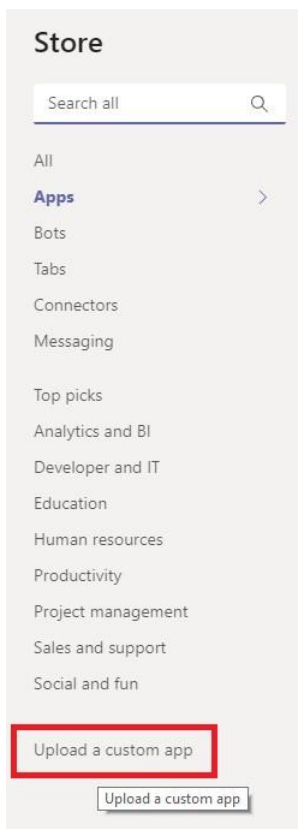 Store
Search all
All
Apps
Bots
Tabs
Connectors
Messaging
Top picks
Analytics and BI
Developer and IT
Education
Human resources
Productivity
Project management
Sales and support
Social and fun
Upload a custom app
Upload a custom app